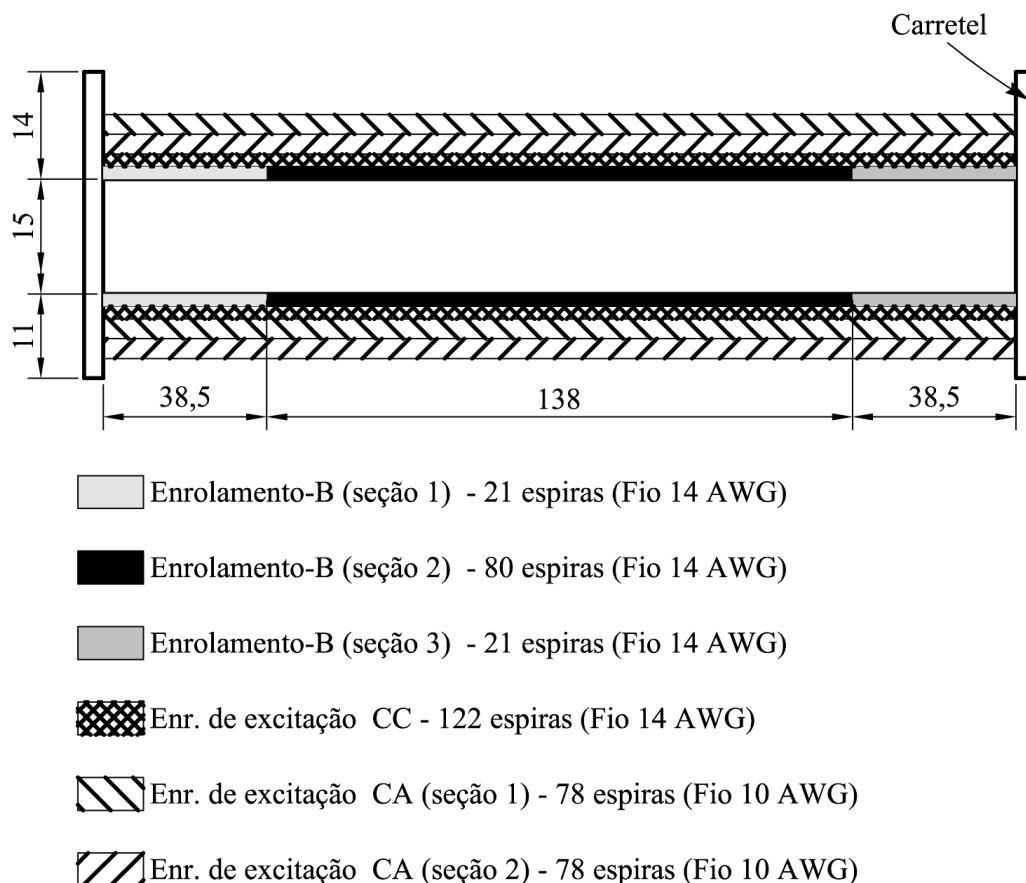 Carretel
14
15
11
38,5
138
38,5
Enrolamento-B (seção 1) - 21 espiras (Fio 14 AWG)
Enrolamento-B (seção 2) - 80 espiras (Fio 14 AWG)
Enrolamento-B (seção 3) - 21 espiras (Fio 14 AWG)
Enr. de excitação CC - 122 espiras (Fio 14 AWG)
Enr. de excitação CA (seção 1) - 78 espiras (Fio 10 AWG)
Enr. de excitação CA (seção 2) - 78 espiras (Fio 10 AWG)